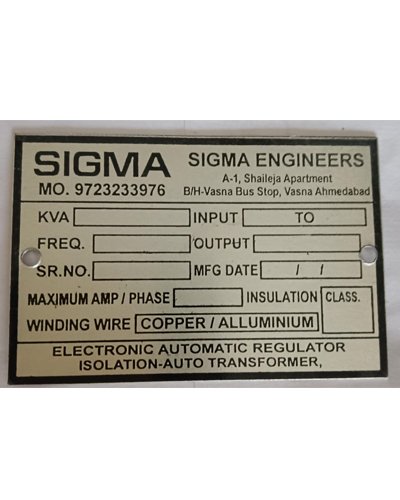 SIGMA SIGMA ENGINEERS
A-1, Shaileja Apartment
MO. 9723233976 B/H-Vasna Bus Stop, Vasna Ahmedabad
KVA INPUT TO
FREQ. OUTPUT
SR.NO. MFG DATE / /
MAXIMUM AMP / PHASE INSULATION CLASS.
WINDING WIRE COPPER / ALLUMINIUM
ELECTRONIC AUTOMATIC REGULATOR
ISOLATION-AUTO TRANSFORMER,